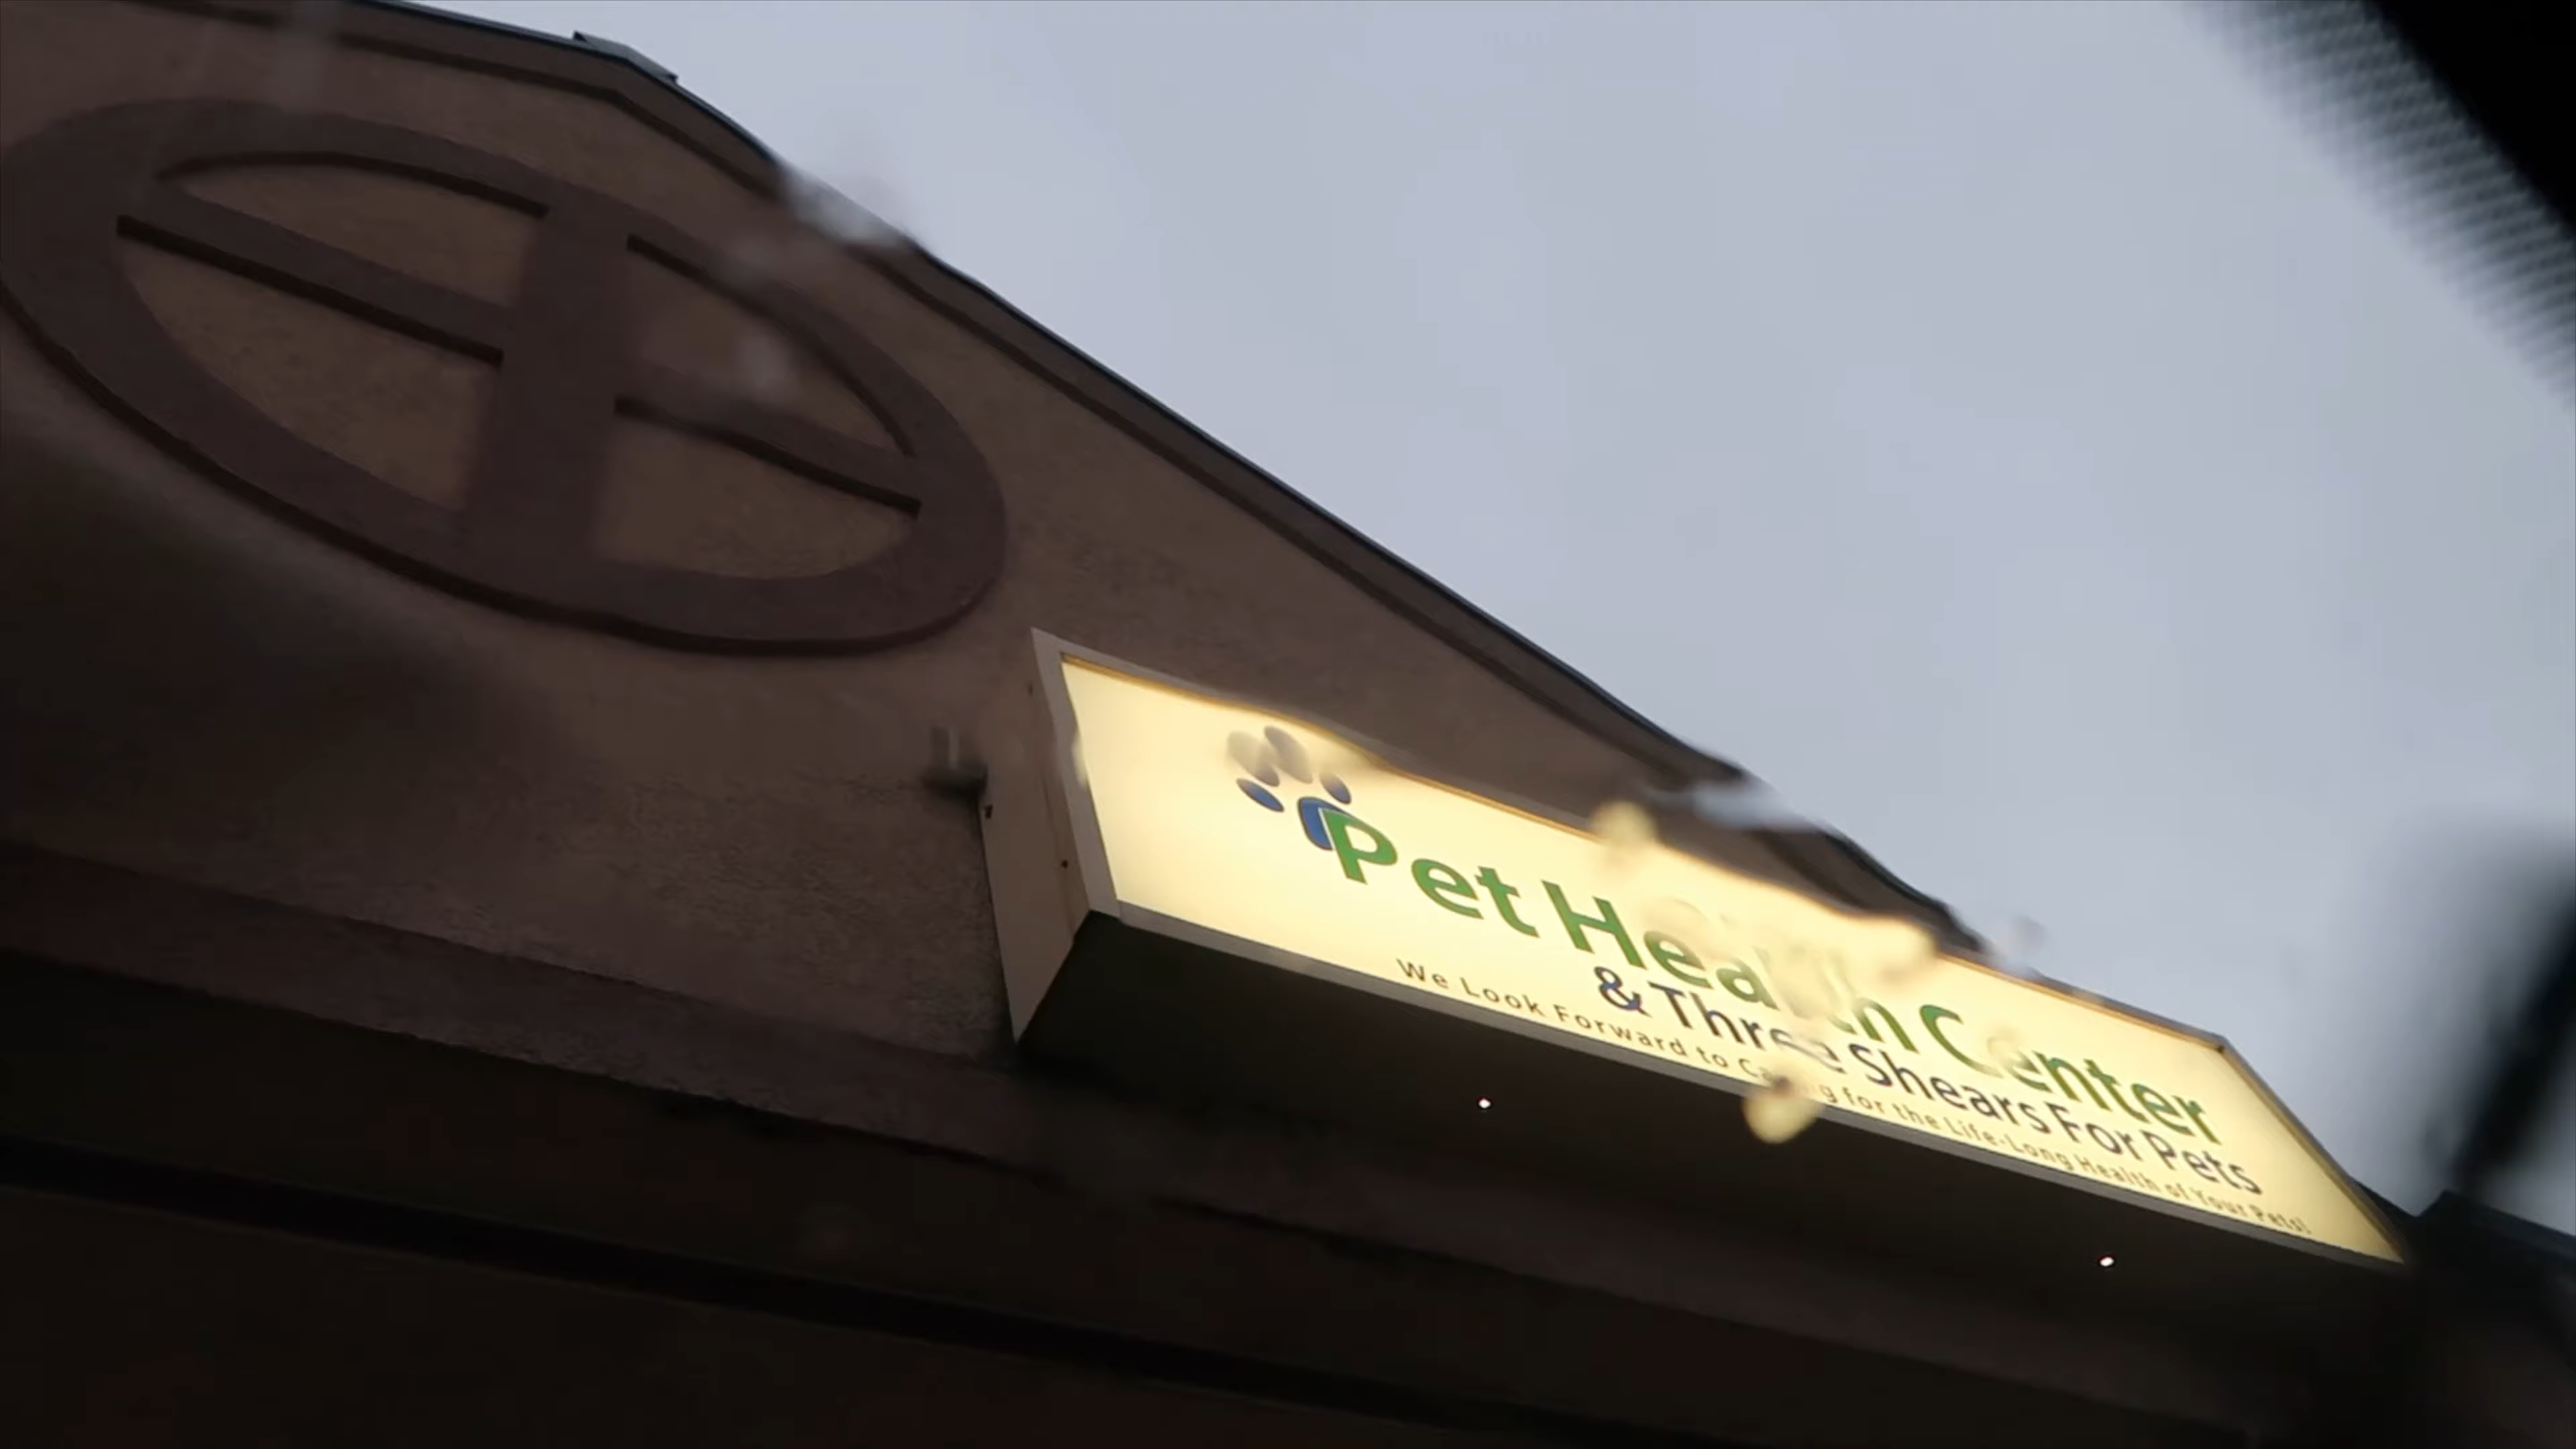 Pet Health Center
& Three Shears For Pets
We Look Forward to Caring for the Life-Long Health of Your Pets!